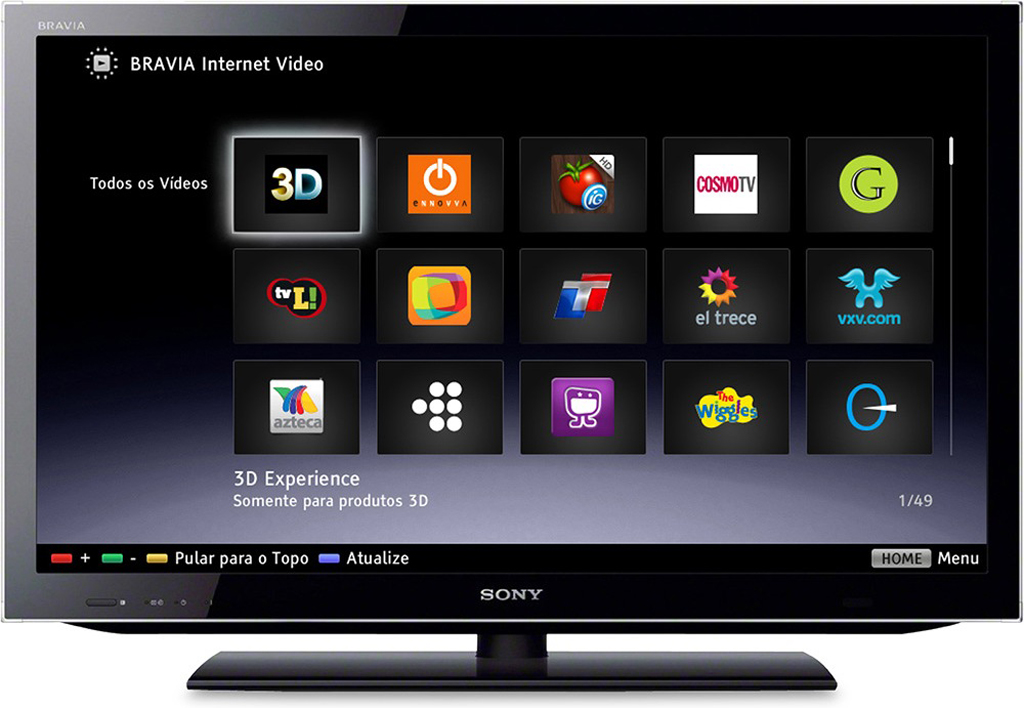 BRAVIA
BRAVIA Internet Video
Todos os Vídeos
3D
ENNOVVA
HD
iG
COSMOTV
G
tv L!
T
el trece
vxv.com
azteca
The Wiggles
3D Experience
Somente para produtos 3D
1/49
+ - Pular para o Topo Atualize
HOME Menu
SONY